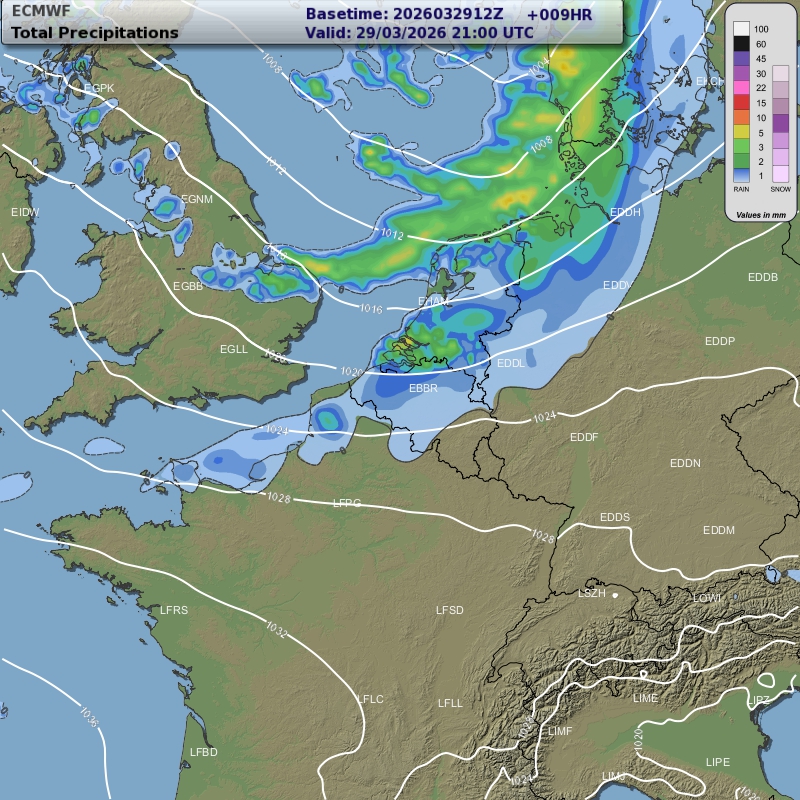 ECMWF
Basetime: 2026032912Z +009HR
Total Precipitations
Valid: 29/03/2026 21:00 UTC
100
60
45
30
22
15
10
5
3
2
1
RAIN SNOW
Values in mm
1008
1004
EGPK
1012
1008
EGNM
EIDW
1012
EDDH
EDDB
EGBB
EHAM
1016
EDDP
EGLL
1020
EDDL
EBBR
1024
1024
EDDF
EDDN
1028
LFPG
EDDS
EDDM
1028
LSZH
LOWI
LFRS
LFSD
1032
LFLC
LFLL
LIME
LIPZ
1036
LIMF
1020
LFBD
LIPE
LIMJ